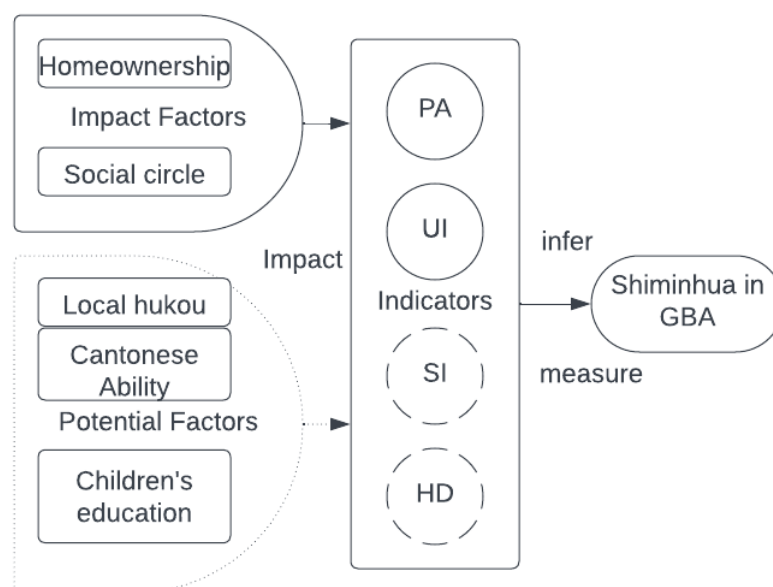 Homeownership
Impact Factors
Social circle
Impact
Local hukou
Cantonese
Ability
Potential Factors
Children's
education
PA
UI
Indicators
SI
HD
infer
measure
Shiminhua in
GBA